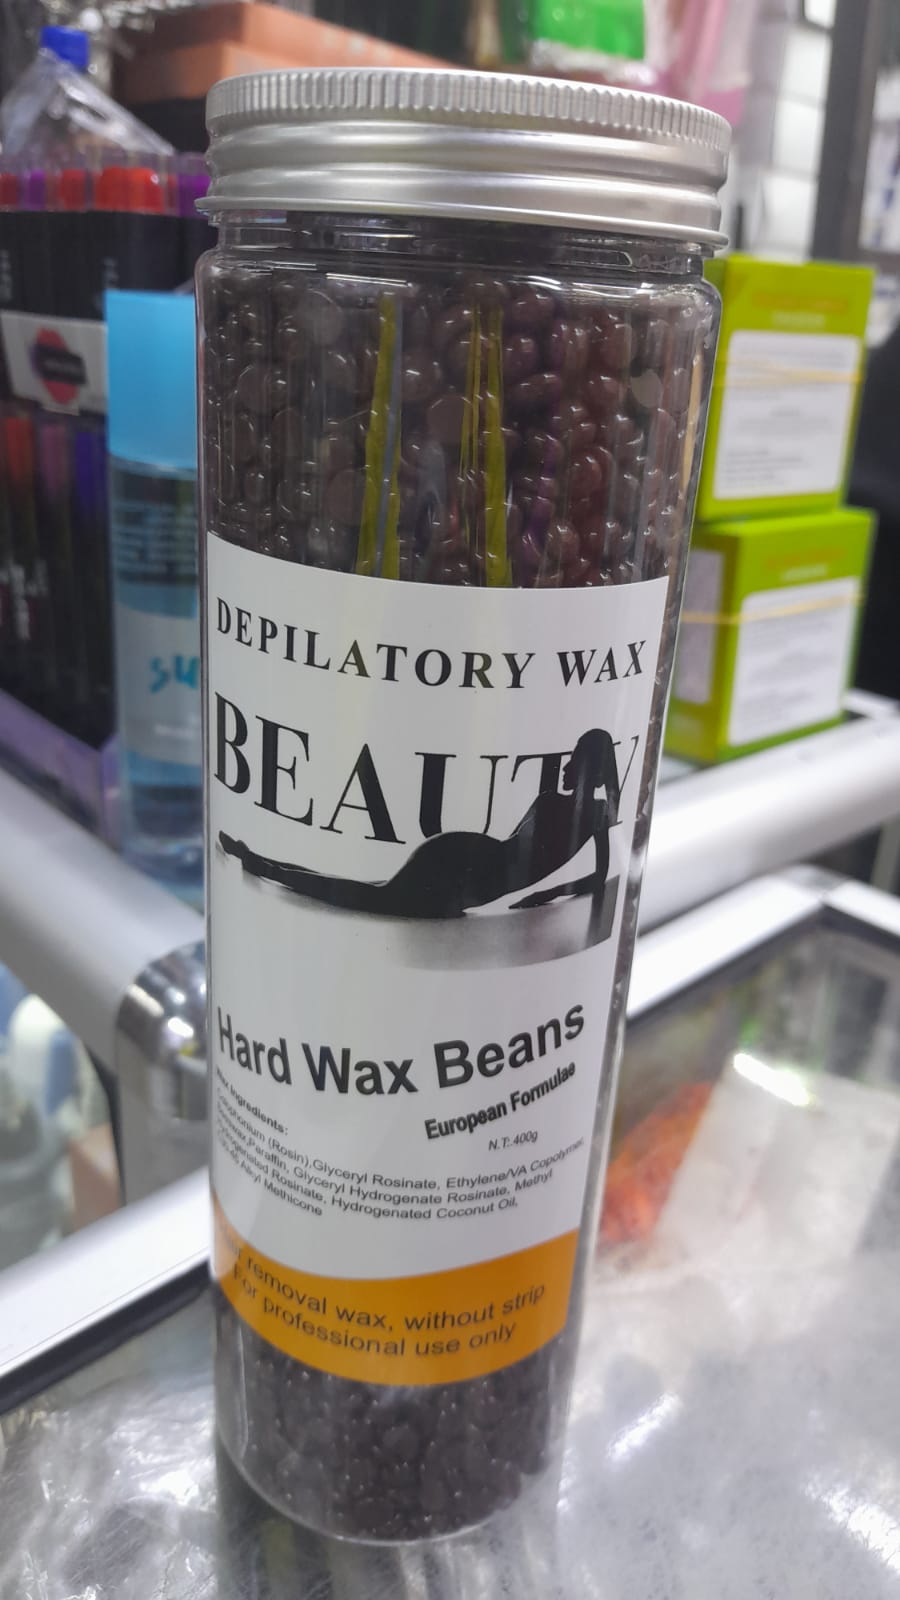 DEPILATORY WAX
BEAUTY
Hard Wax Beans
European Formulae
N.T:.400g
Wax Ingredients:
Colophonium (Rosin),Glyceryl Rosinate, Ethylene/VA Copolymer,
Beeswax,Paraffin, Glyceryl Hydrogenate Rosinate, Methyl
Hydrogenated Rosinate, Hydrogenated Coconut Oil,
Alkyl Methicone
removal wax, without strip
For professional use only
su